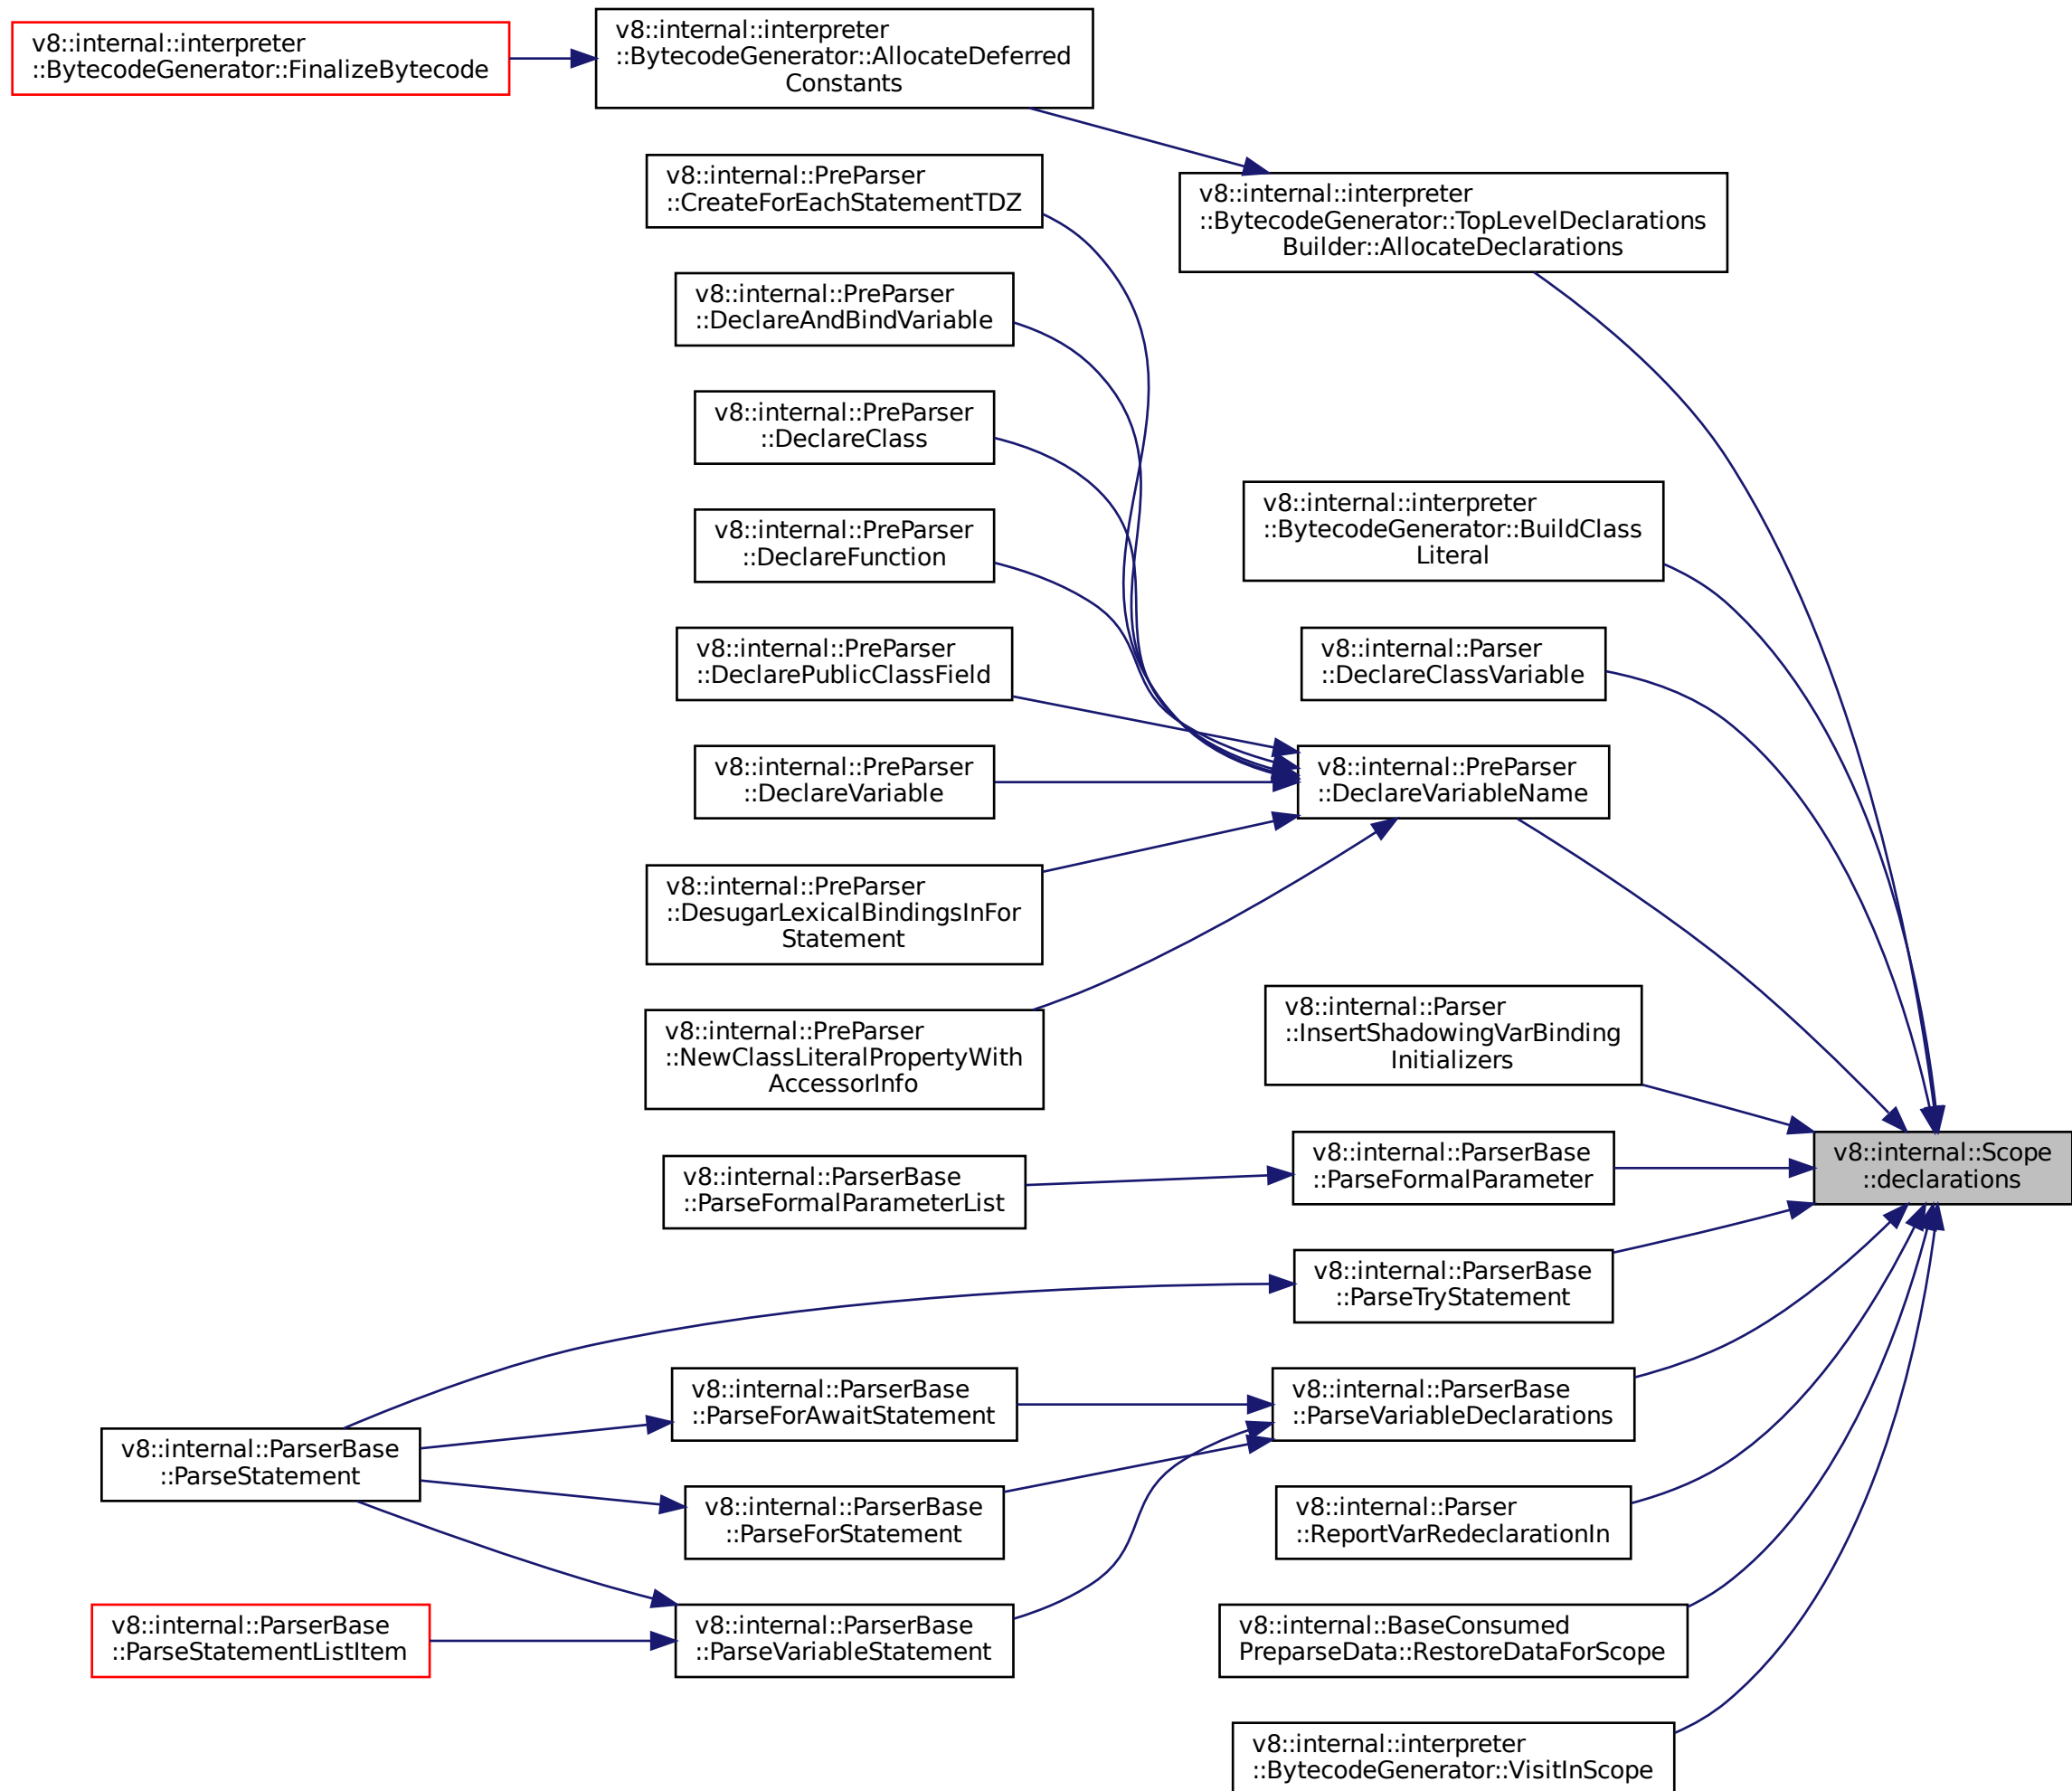 v8::internal::interpreter
::BytecodeGenerator::FinalizeBytecode
v8::internal::interpreter
::BytecodeGenerator::AllocateDeferred
Constants
v8::internal::interpreter
::BytecodeGenerator::TopLevelDeclarations
Builder::AllocateDeclarations
v8::internal::PreParser
::CreateForEachStatementTDZ
v8::internal::PreParser
::DeclareAndBindVariable
v8::internal::PreParser
::DeclareClass
v8::internal::PreParser
::DeclareFunction
v8::internal::PreParser
::DeclarePublicClassField
v8::internal::PreParser
::DeclareVariable
v8::internal::PreParser
::DesugarLexicalBindingsInFor
Statement
v8::internal::PreParser
::NewClassLiteralPropertyWith
AccessorInfo
v8::internal::interpreter
::BytecodeGenerator::BuildClass
Literal
v8::internal::Parser
::DeclareClassVariable
v8::internal::PreParser
::DeclareVariableName
v8::internal::Parser
::InsertShadowingVarBinding
Initializers
v8::internal::Scope
::declarations
v8::internal::ParserBase
::ParseFormalParameterList
v8::internal::ParserBase
::ParseFormalParameter
v8::internal::ParserBase
::ParseTryStatement
v8::internal::ParserBase
::ParseStatement
v8::internal::ParserBase
::ParseForAwaitStatement
v8::internal::ParserBase
::ParseVariableDeclarations
v8::internal::ParserBase
::ParseForStatement
v8::internal::Parser
::ReportVarRedeclarationIn
v8::internal::ParserBase
::ParseStatementListItem
v8::internal::ParserBase
::ParseVariableStatement
v8::internal::BaseConsumed
PreparseData::RestoreDataForScope
v8::internal::interpreter
::BytecodeGenerator::VisitInScope